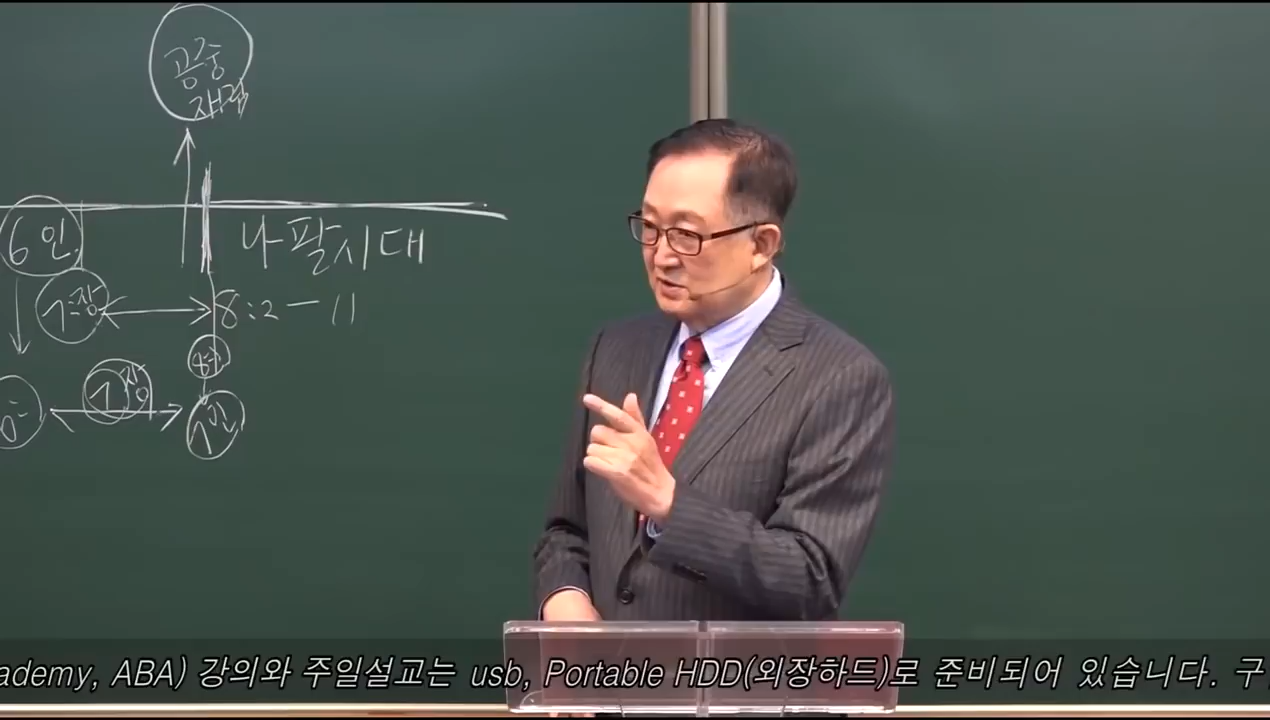 공중
재림
6인
나팔시대
7장
8:2 — 11
7장
7인
ademy, ABA) 강의와 주일설교는 usb, Portable HDD(외장하드)로 준비되어 있습니다. 구